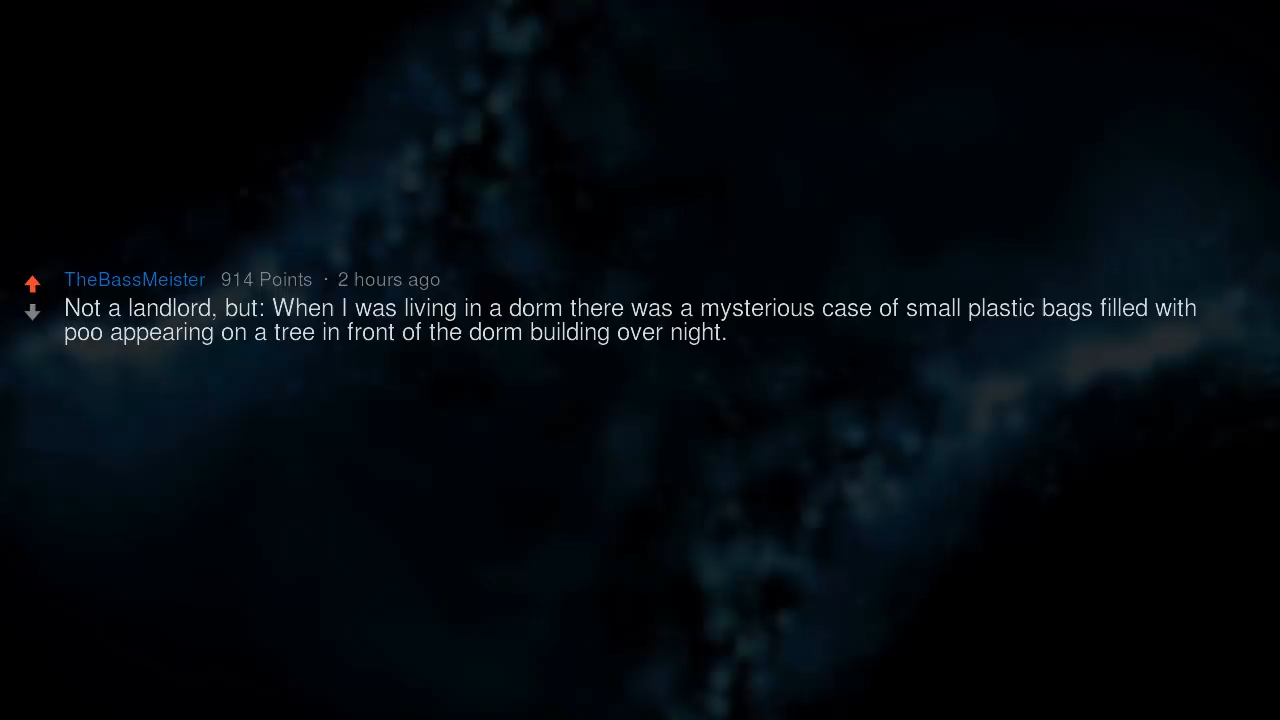 TheBassMeister 914 Points · 2 hours ago
Not a landlord, but: When I was living in a dorm there was a mysterious case of small plastic bags filled with
poo appearing on a tree in front of the dorm building over night.